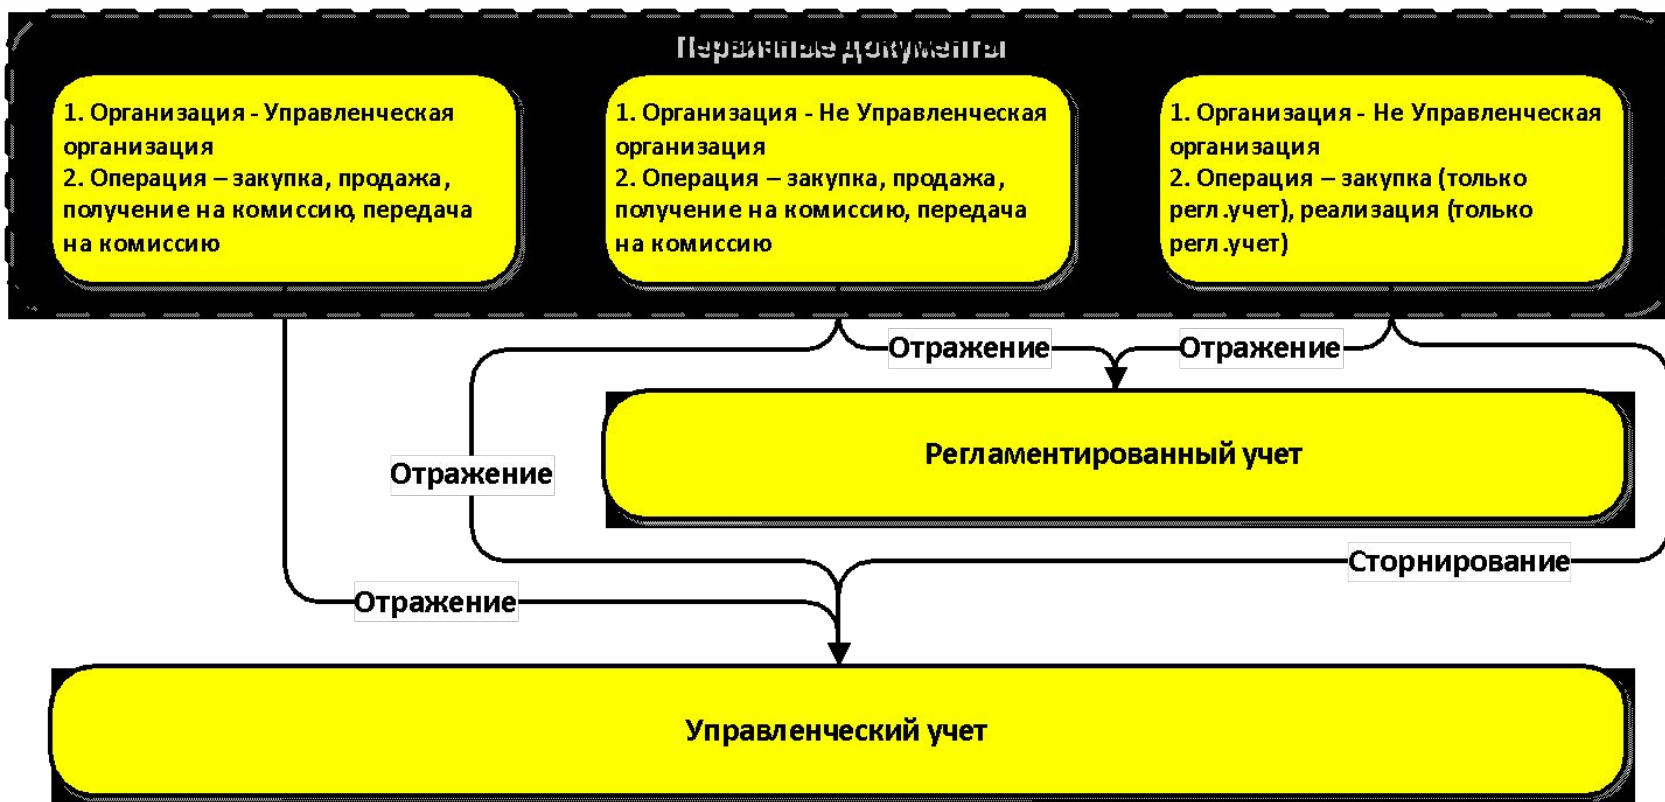 Первичные документы
1. Организация - Управленческая
организация
2. Операция – закупка, продажа,
получение на комиссию, передача
на комиссию
1. Организация - Не Управленческая
организация
2. Операция – закупка, продажа,
получение на комиссию, передача
на комиссию
1. Организация - Не Управленческая
организация
2. Операция – закупка (только
регл.учет), реализация (только
регл.учет)
Отражение
Отражение
Регламентированный учет
Отражение
Сторнирование
Отражение
Управленческий учет